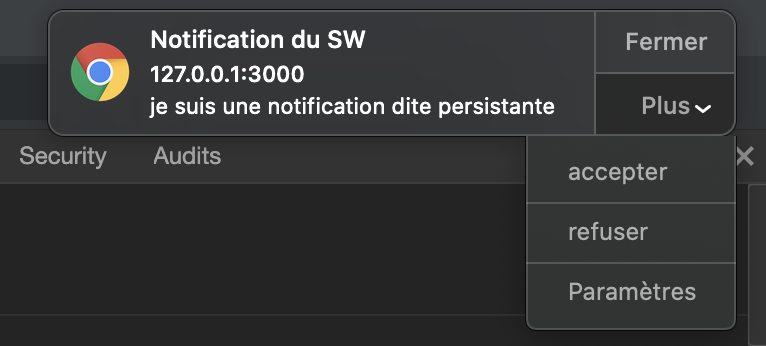 Notification du SW
127.0.0.1:3000
je suis une notification dite persistante
Fermer
Plus
Security
Audits
accepter
refuser
Paramètres